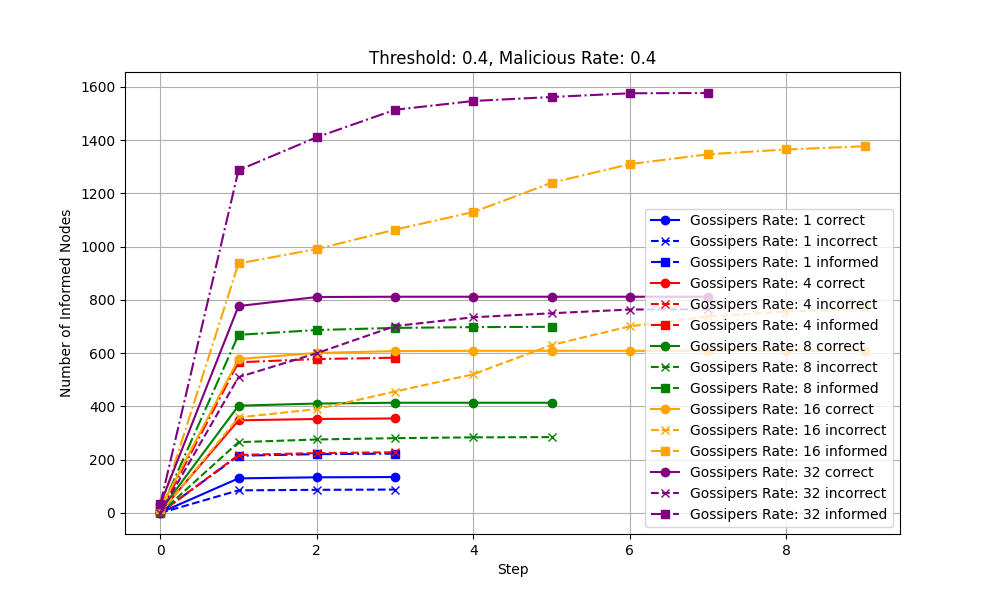 Threshold: 0.4, Malicious Rate: 0.4
Number of Informed Nodes
1600
1400
1200
1000
800
600
400
200
0
Gossipers Rate: 1 correct
Gossipers Rate: 1 incorrect
Gossipers Rate: 1 informed
Gossipers Rate: 4 correct
Gossipers Rate: 4 incorrect
Gossipers Rate: 4 informed
Gossipers Rate: 8 correct
Gossipers Rate: 8 incorrect
Gossipers Rate: 8 informed
Gossipers Rate: 16 correct
Gossipers Rate: 16 incorrect
Gossipers Rate: 16 informed
Gossipers Rate: 32 correct
Gossipers Rate: 32 incorrect
Gossipers Rate: 32 informed
0 2 4 6 8
Step